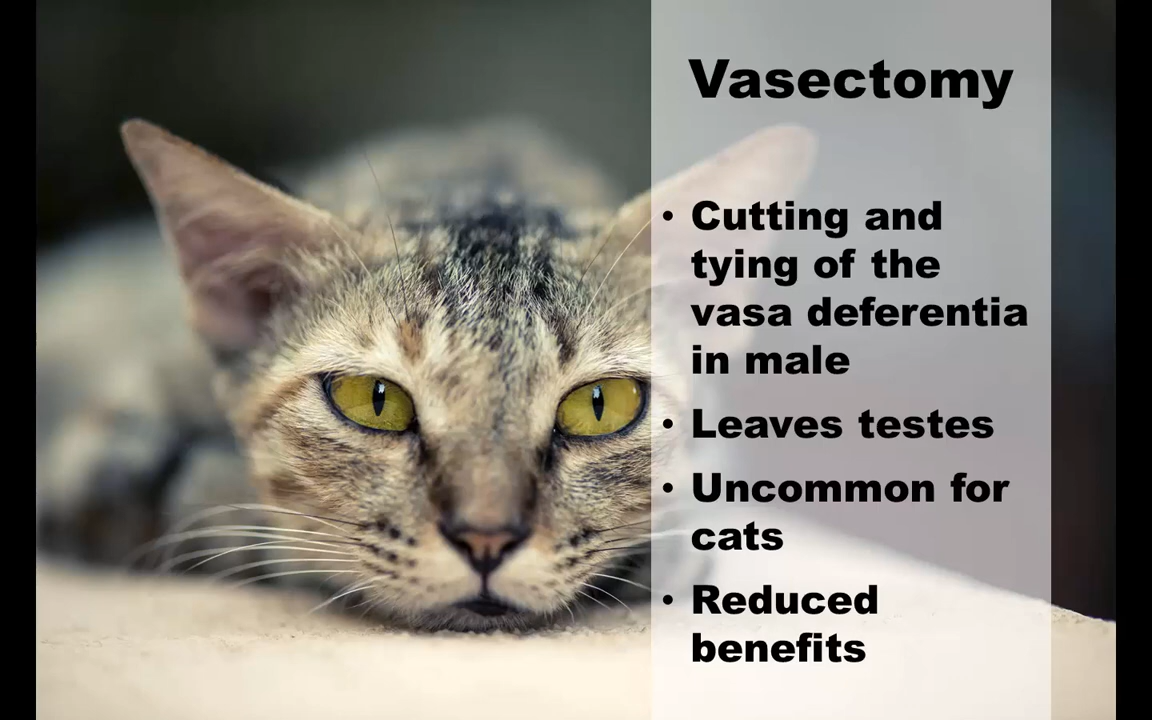 Vasectomy
• Cutting and
tying of the
vasa deferentia
in male
• Leaves testes
• Uncommon for
cats
• Reduced
benefits